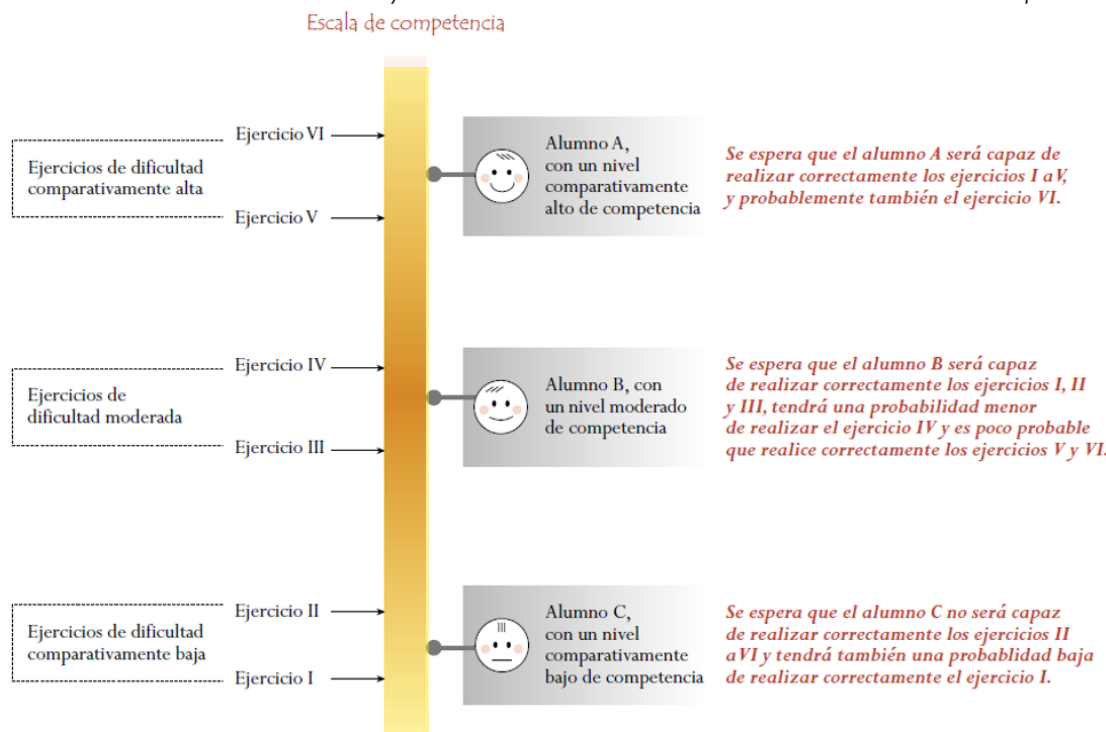 Escala de competencia
Ejercicio VI
Ejercicios de dificultad
comparativamente alta
Ejercicio V
Alumno A,
con un nivel
comparativamente
alto de competencia
Se espera que el alumno A será capaz de
realizar correctamente los ejercicios I a V,
y probablemente también el ejercicio VI.
Ejercicio IV
Ejercicios de
dificultad moderada
Ejercicio III
Alumno B, con
un nivel moderado
de competencia
Se espera que el alumno B será capaz
de realizar correctamente los ejercicios I, II
y III, tendrá una probabilidad menor
de realizar el ejercicio IV y es poco probable
que realice correctamente los ejercicios V y VI.
Ejercicio II
Ejercicios de dificultad
comparativamente baja
Ejercicio I
Alumno C,
con un nivel
comparativamente
bajo de competencia
Se espera que el alumno C no será capaz
de realizar correctamente los ejercicios II
a VI y tendrá también una probablidad baja
de realizar correctamente el ejercicio I.